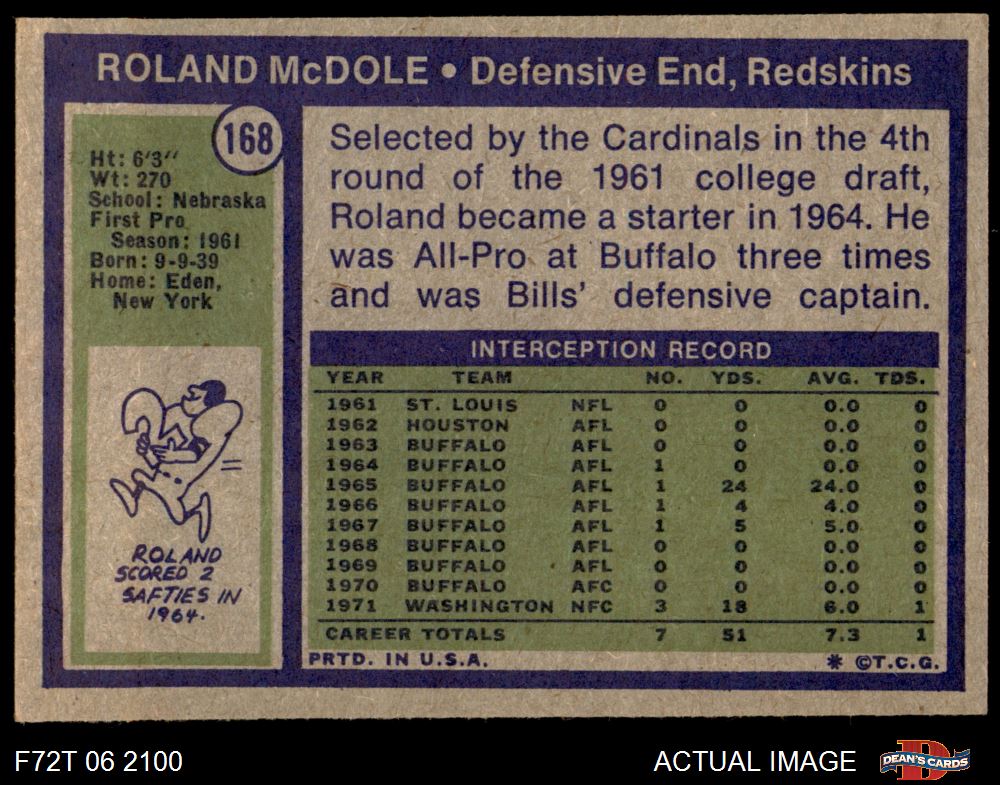 ROLAND McDOLE • Defensive End, Redskins
168
Ht: 6'3"
Wt: 270
School: Nebraska
First Pro
Season: 1961
Born: 9-9-39
Home: Eden,
New York
ROLAND
SCORED 2
SAFTIES IN
1964.
Selected by the Cardinals in the 4th
round of the 1961 college draft,
Roland became a starter in 1964. He
was All-Pro at Buffalo three times
and was Bills' defensive captain.
INTERCEPTION RECORD
YEAR TEAM NO. YDS. AVG. TDS.
1961 ST. LOUIS NFL 0 0 0.0 0
1962 HOUSTON AFL 0 0 0.0 0
1963 BUFFALO AFL 0 0 0.0 0
1964 BUFFALO AFL 1 0 0.0 0
1965 BUFFALO AFL 1 24 24.0 0
1966 BUFFALO AFL 1 4 4.0 0
1967 BUFFALO AFL 1 5 5.0 0
1968 BUFFALO AFL 0 0 0.0 0
1969 BUFFALO AFL 0 0 0.0 0
1970 BUFFALO AFC 0 0 0.0 0
1971 WASHINGTON NFC 3 18 6.0 1
CAREER TOTALS 7 51 7.3 1
PRTD. IN U.S.A. * ©T.C.G.
F72T 06 2100 ACTUAL IMAGE D DEAN'S CARDS